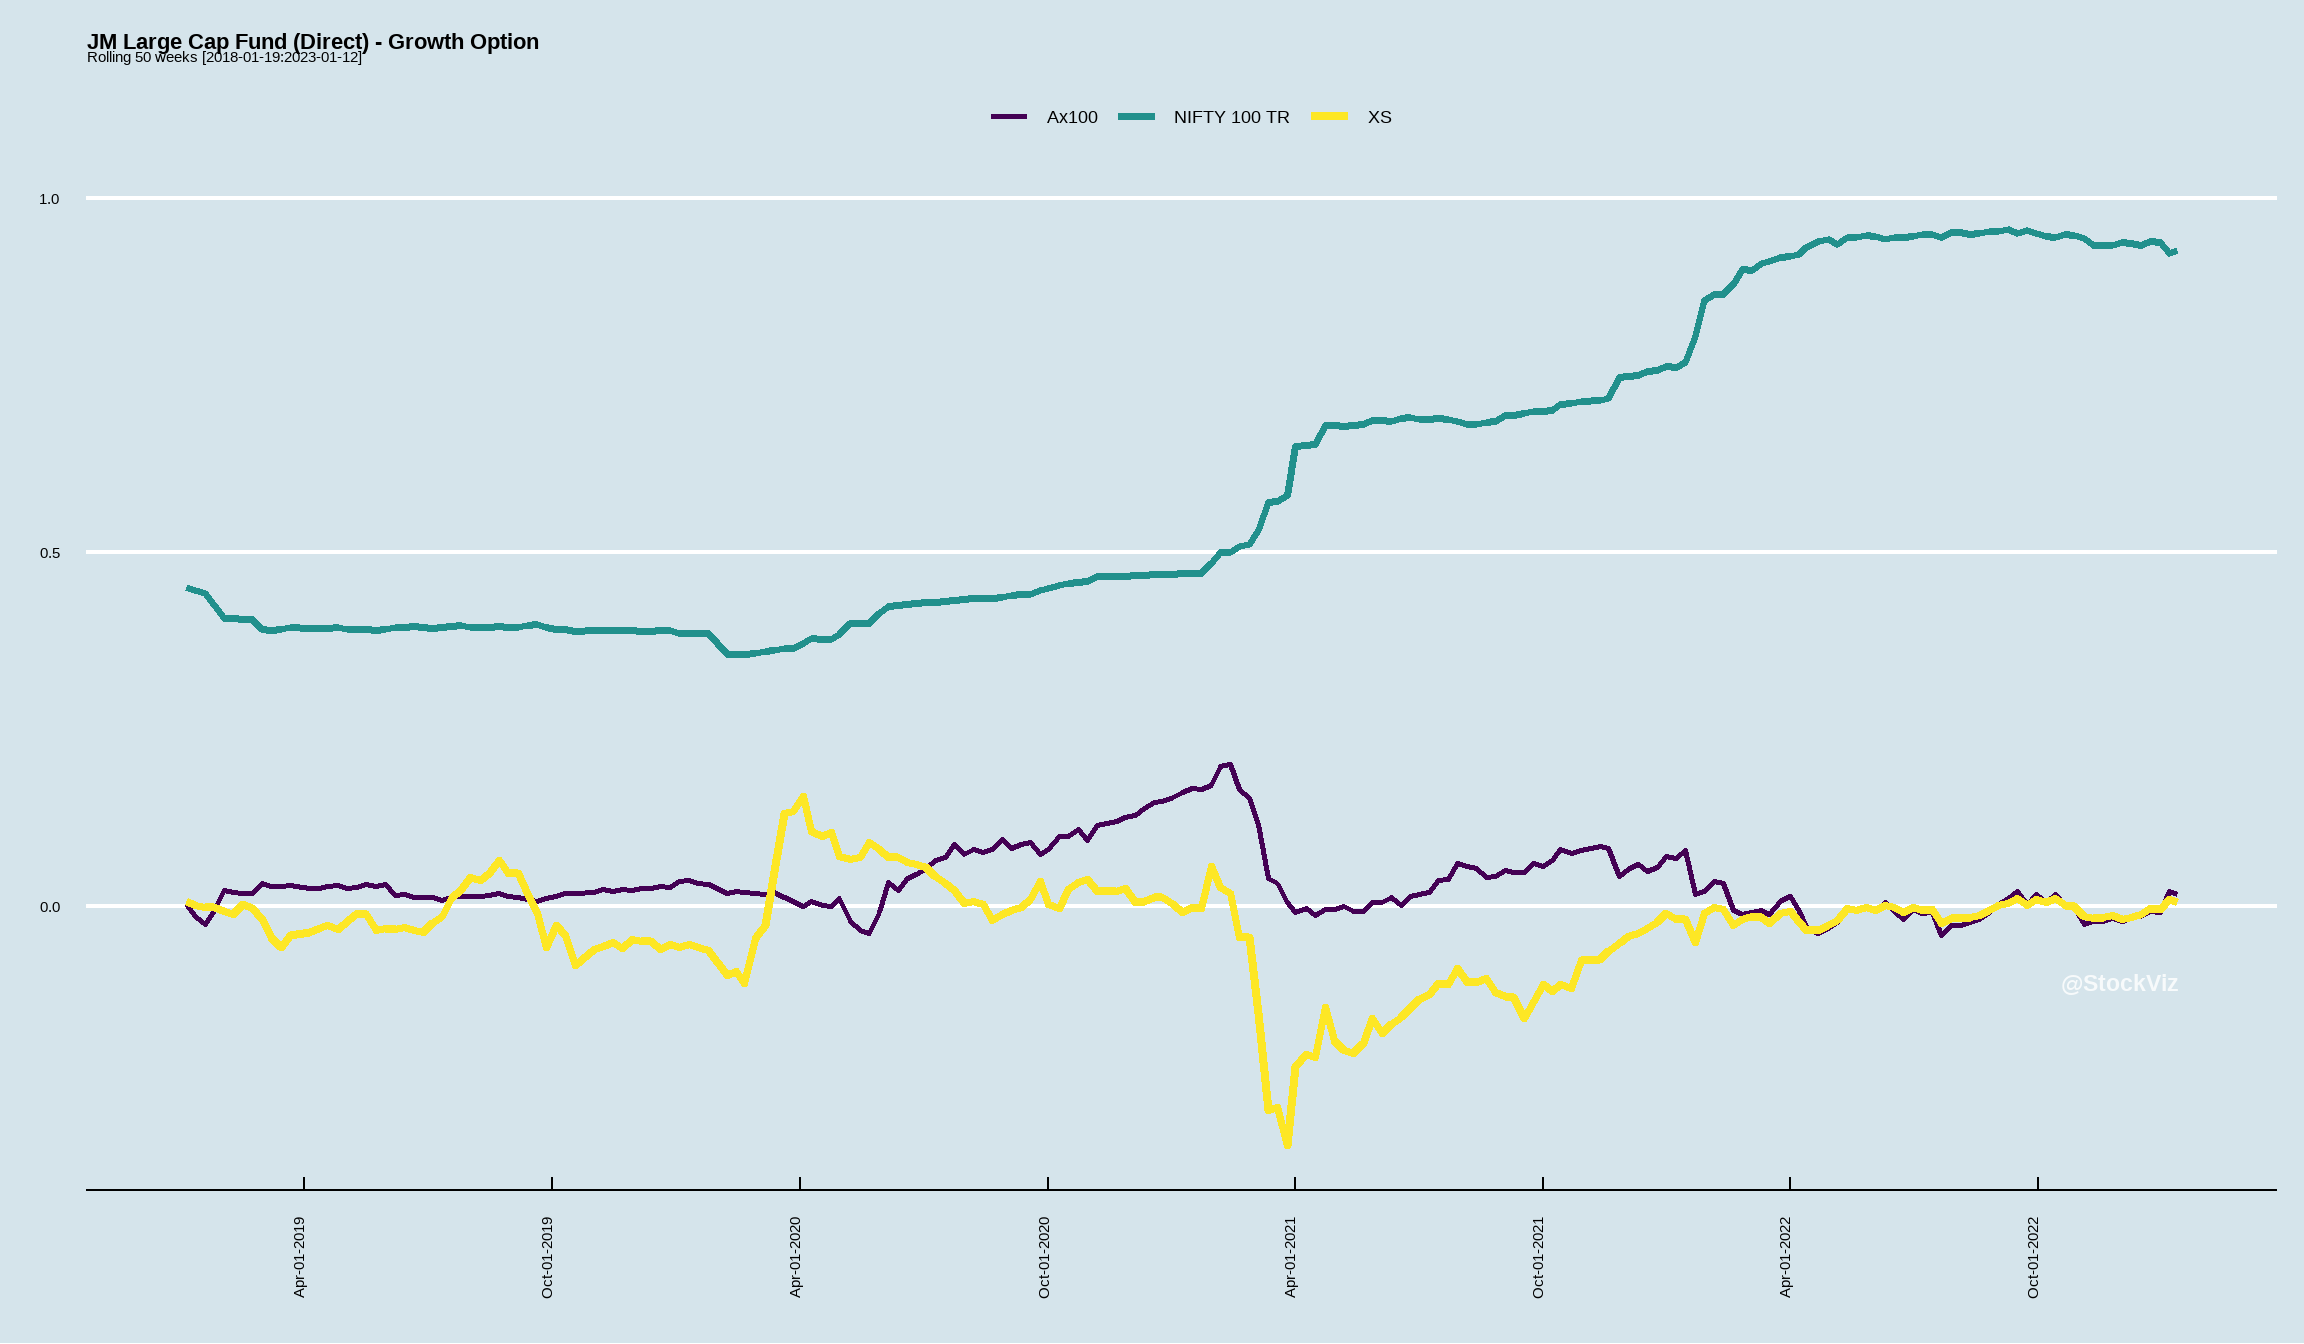 JM Large Cap Fund (Direct) - Growth Option
Rolling 50 weeks [2018-01-19:2023-01-12]
Ax100 NIFTY 100 TR XS
1.0
0.5
0.0
@StockViz
Apr-01-2019 Oct-01-2019 Apr-01-2020 Oct-01-2020 Apr-01-2021 Oct-01-2021 Apr-01-2022 Oct-01-2022